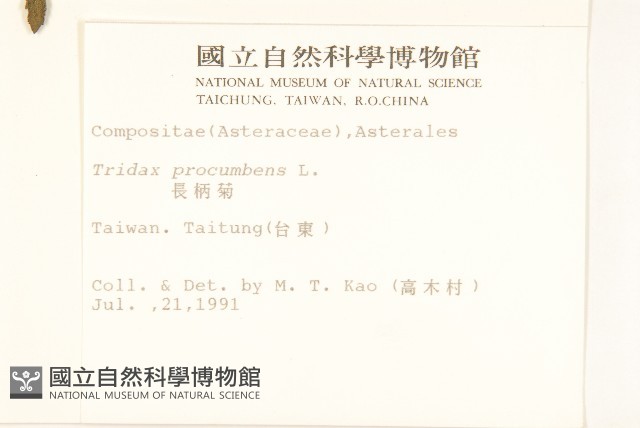 國立自然科學博物館
NATIONAL MUSEUM OF NATURAL SCIENCE
TAICHUNG, TAIWAN, R.O.CHINA
Compositae(Asteraceae),Asterales
Tridax procumbens L.
長柄菊
Taiwan. Taitung(台東)
Coll. & Det. by M. T. Kao (高木村)
Jul. ,21,1991
國立自然科學博物館
NATIONAL MUSEUM OF NATURAL SCIENCE